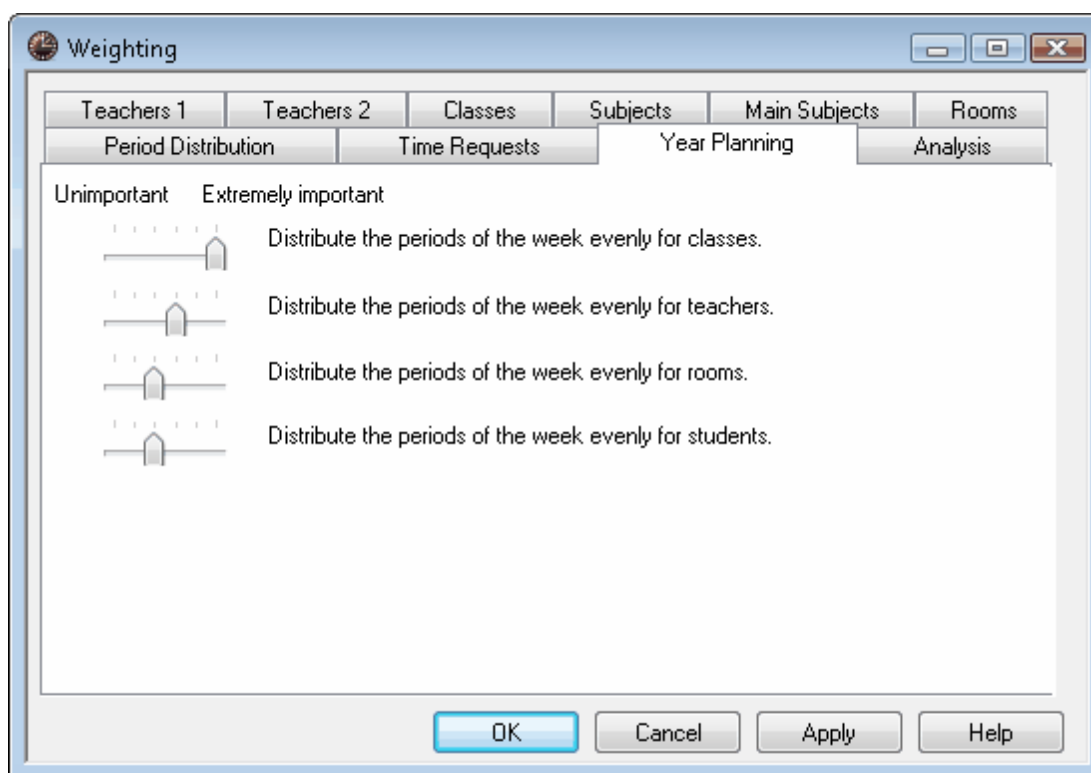 Weighting
Teachers 1 Teachers 2 Classes Subjects Main Subjects Rooms
Period Distribution Time Requests Year Planning Analysis
Unimportant Extremely important
Distribute the periods of the week evenly for classes.
Distribute the periods of the week evenly for teachers.
Distribute the periods of the week evenly for rooms.
Distribute the periods of the week evenly for students.
OK Cancel Apply Help